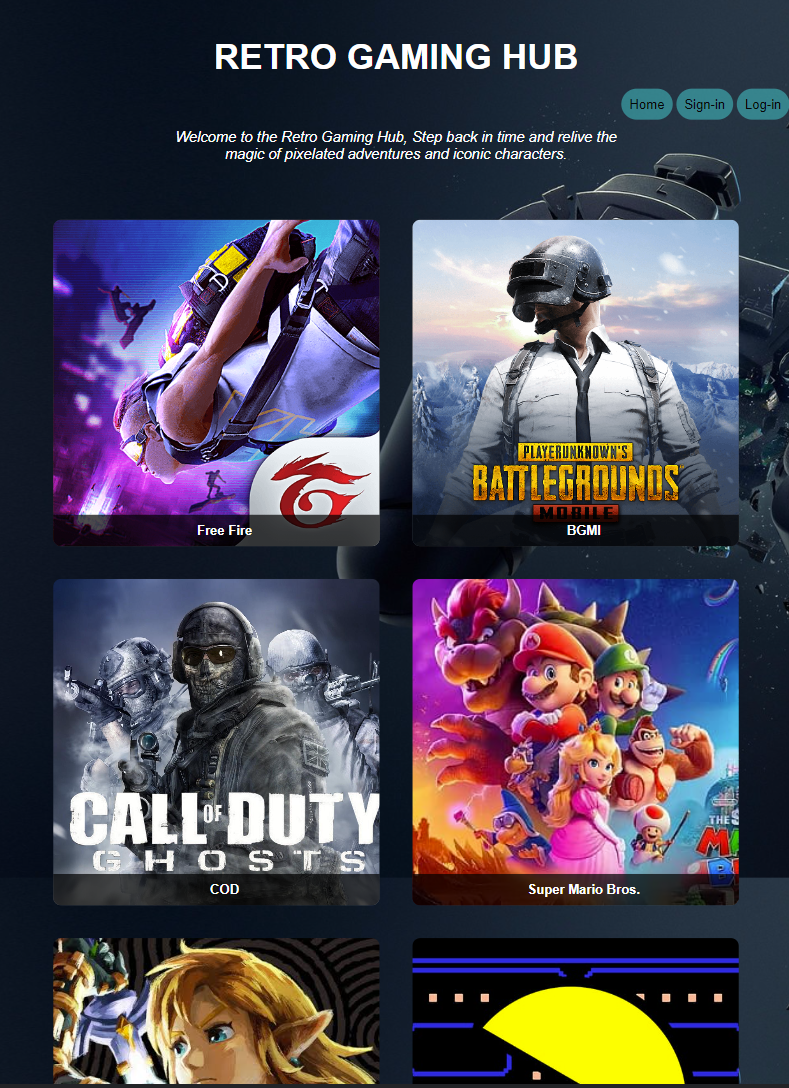 RETRO GAMING HUB
Home Sign-in Log-in
Welcome to the Retro Gaming Hub, Step back in time and relive the
magic of pixelated adventures and iconic characters.
PLAYERUNKNOWN'S
BATTLEGROUNDS
MOBILE
Free Fire
BGMI
CALL OF DUTY
GHOSTS
THE
COD
Super Mario Bros.